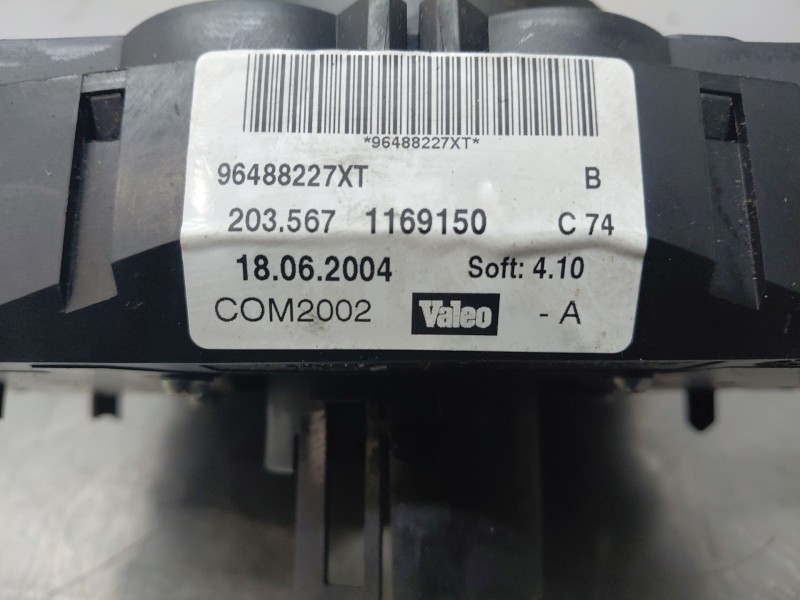 *96488227XT*
96488227XT B
203.567 1169150 C 74
18.06.2004 Soft: 4.10
COM2002 Valeo - A